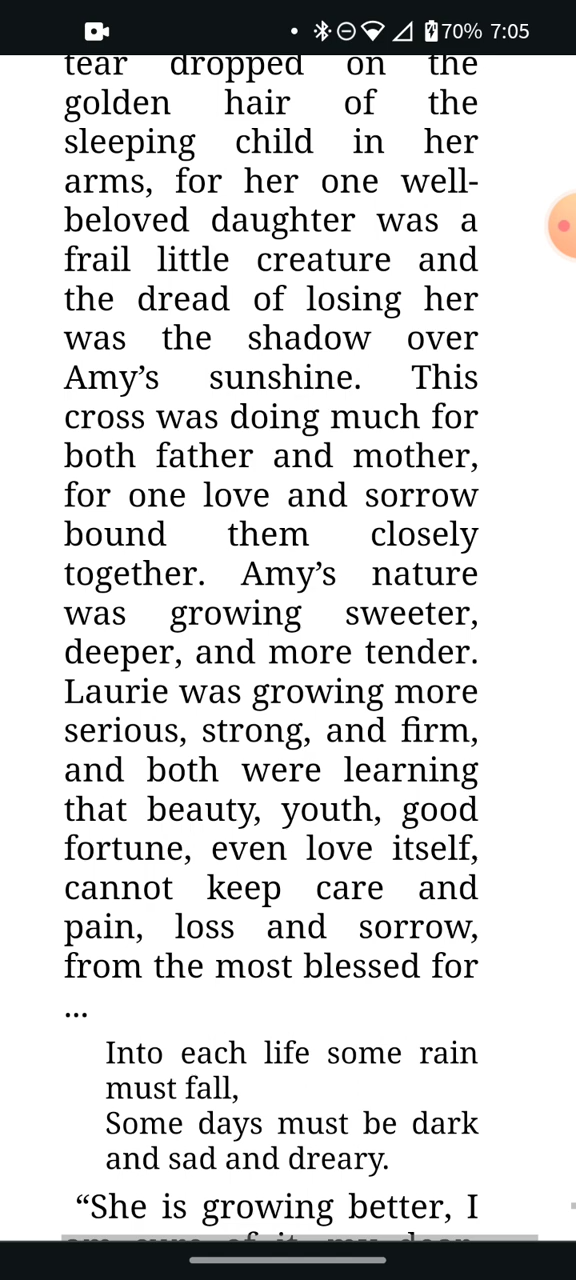 70% 7:05
tear dropped on the
golden hair of the
sleeping child in her
arms, for her one well-
beloved daughter was a
frail little creature and
the dread of losing her
was the shadow over
Amy’s sunshine. This
cross was doing much for
both father and mother,
for one love and sorrow
bound them closely
together. Amy’s nature
was growing sweeter,
deeper, and more tender.
Laurie was growing more
serious, strong, and firm,
and both were learning
that beauty, youth, good
fortune, even love itself,
cannot keep care and
pain, loss and sorrow,
from the most blessed for
...
Into each life some rain
must fall,
Some days must be dark
and sad and dreary.
“She is growing better, I
am sure of it, my dear.